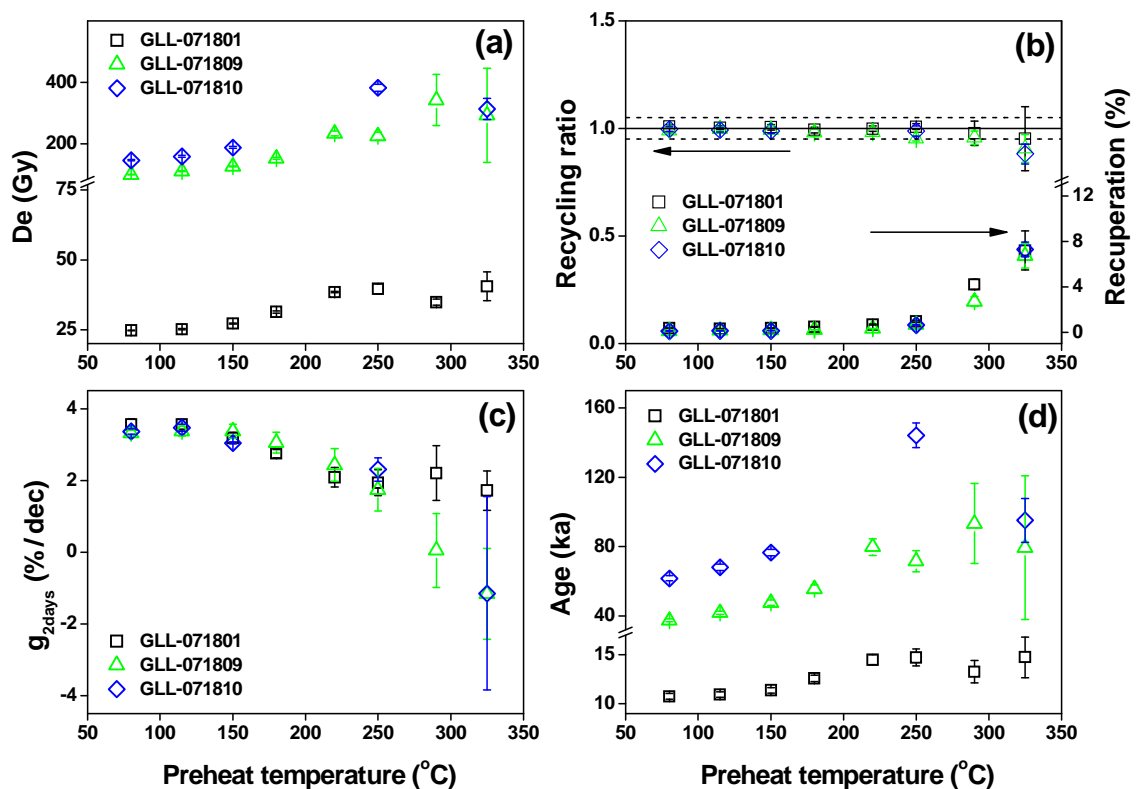 (a)
GLL-071801
GLL-071809
GLL-071810
De (Gy)
400
200
75
50
25
50 100 150 200 250 300 350
(b)
Recycling ratio
1.5
1.0
0.5
0.0
GLL-071801
GLL-071809
GLL-071810
Recuperation (%)
12
8
4
0
50 100 150 200 250 300 350
(c)
g2days (%/dec)
4
2
0
-2
-4
GLL-071801
GLL-071809
GLL-071810
50 100 150 200 250 300 350
Preheat temperature (°C)
(d)
GLL-071801
GLL-071809
GLL-071810
Age (ka)
160
120
80
40
15
10
50 100 150 200 250 300 350
Preheat temperature (°C)